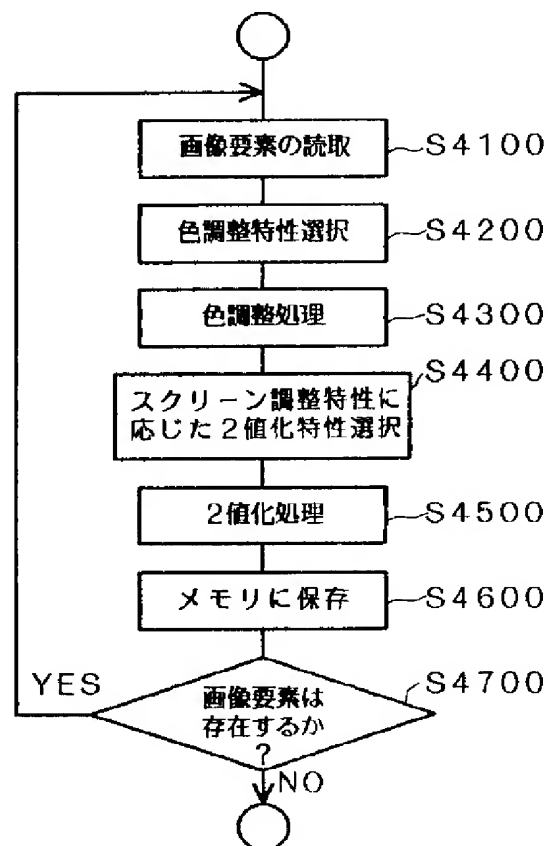 画像要素の読取
S4100
色調整特性選択
S4200
色調整処理
S4300
スクリーン調整特性に
応じた2値化特性選択
S4400
2値化処理
S4500
メモリに保存
S4600
YES
画像要素は
存在するか
?
S4700
NO